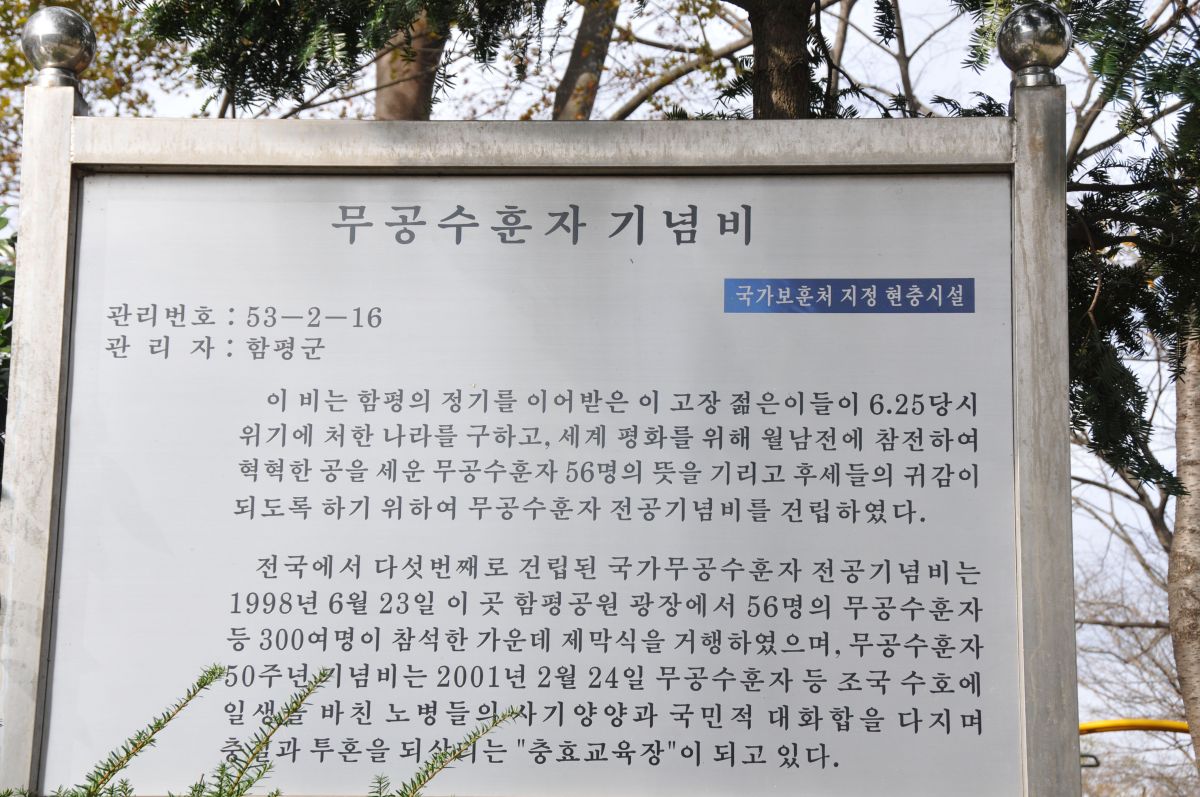 무공수훈자 기념비
국가보훈처 지정 현충시설
관리번호 : 53-2-16
관 리 자 : 함평군
이 비는 함평의 정기를 이어받은 이 고장 젊은이들이 6.25당시
위기에 처한 나라를 구하고, 세계 평화를 위해 월남전에 참전하여
혁혁한 공을 세운 무공수훈자 56명의 뜻을 기리고 후세들의 귀감이
되도록 하기 위하여 무공수훈자 전공기념비를 건립하였다.
전국에서 다섯번째로 건립된 국가무공수훈자 전공기념비는
1998년 6월 23일 이 곳 함평공원 광장에서 56명의 무공수훈자
등 300여명이 참석한 가운데 제막식을 거행하였으며, 무공수훈자
50주년 기념비는 2001년 2월 24일 무공수훈자 등 조국 수호에
일생을 바친 노병들의 사기양양과 국민적 대화합을 다지며
투혼을 되살리는 "충효교육장"이 되고 있다.